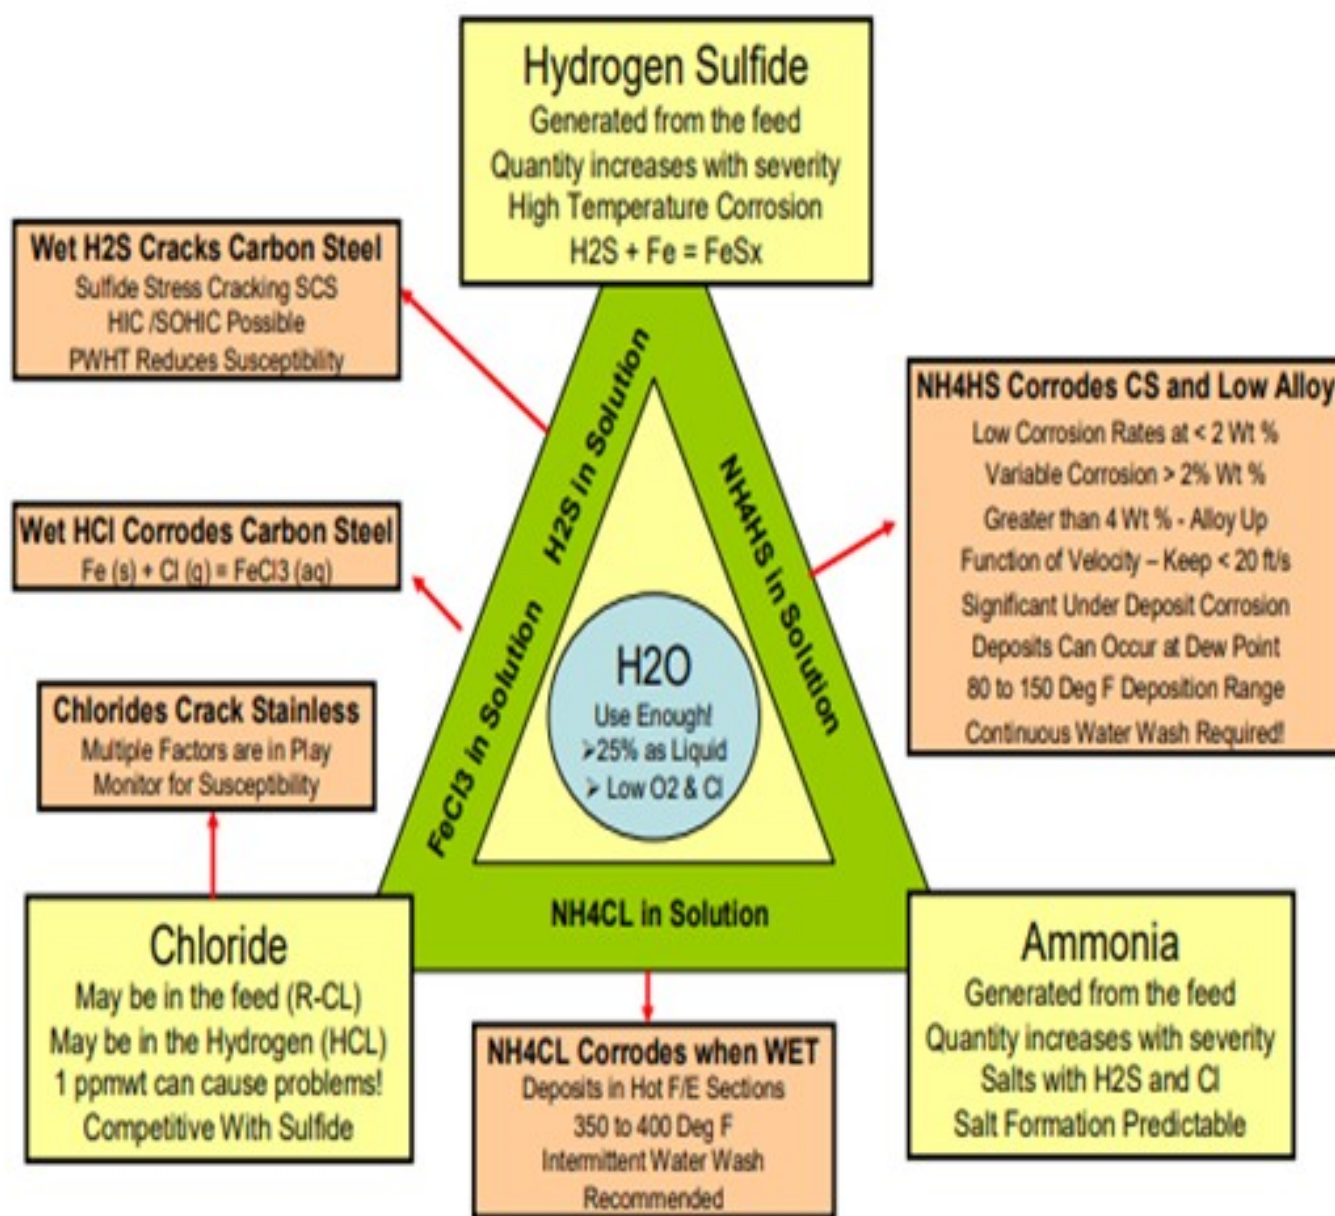 Hydrogen Sulfide
Generated from the feed
Quantity increases with severity
High Temperature Corrosion
H2S + Fe = FeSx
Wet H2S Cracks Carbon Steel
Sulfide Stress Cracking SCS
HIC /SOHIC Possible
PWHT Reduces Susceptibility
Wet HCl Corrodes Carbon Steel
Fe (s) + Cl (g) = FeCl3 (aq)
Chlorides Crack Stainless
Multiple Factors are in Play
Monitor for Susceptibility
H2S in Solution
FeCl3 in Solution
NH4HS in Solution
NH4CL in Solution
H2O
Use Enough!
➢25% as Liquid
➢ Low O2 & Cl
NH4HS Corrodes CS and Low Alloy
Low Corrosion Rates at < 2 Wt %
Variable Corrosion > 2% Wt %
Greater than 4 Wt % - Alloy Up
Function of Velocity – Keep < 20 ft/s
Significant Under Deposit Corrosion
Deposits Can Occur at Dew Point
80 to 150 Deg F Deposition Range
Continuous Water Wash Required!
Chloride
May be in the feed (R-CL)
May be in the Hydrogen (HCL)
1 ppmwt can cause problems!
Competitive With Sulfide
NH4CL Corrodes when WET
Deposits in Hot F/E Sections
350 to 400 Deg F
Intermittent Water Wash
Recommended
Ammonia
Generated from the feed
Quantity increases with severity
Salts with H2S and Cl
Salt Formation Predictable